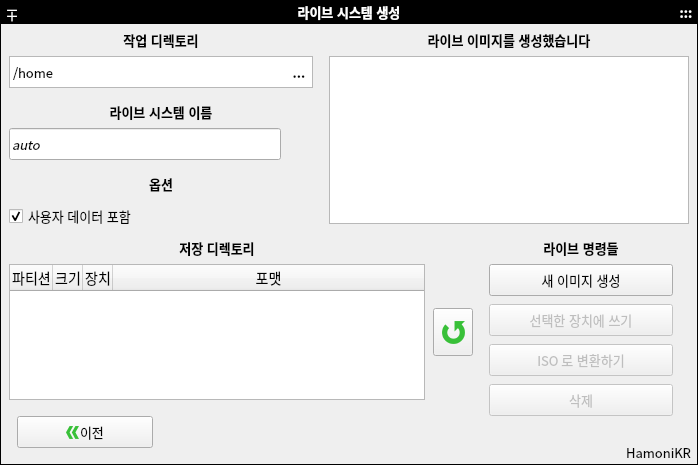 라이브 시스템 생성
작업 디렉토리
/home
...
라이브 시스템 이름
auto
옵션
사용자 데이터 포함
라이브 이미지를 생성했습니다
저장 디렉토리
파티션 크기 장치 포맷
라이브 명령들
새 이미지 생성
선택한 장치에 쓰기
ISO 로 변환하기
삭제
이전
HamoniKR